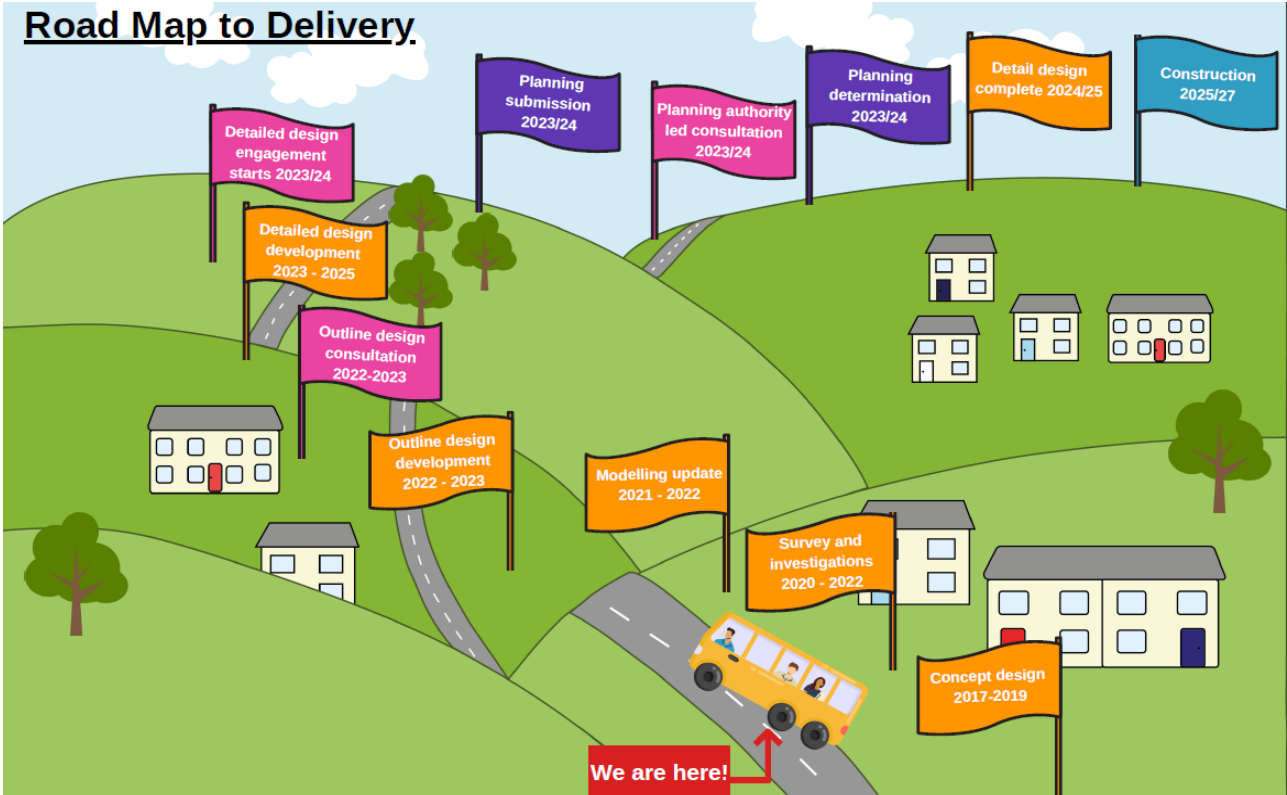 Road Map to Delivery
Detailed design
engagement
starts 2023/24
Planning
submission
2023/24
Planning authority
led consultation
2023/24
Planning
determination
2023/24
Detail design
complete 2024/25
Construction
2025/27
Detailed design
development
2023 - 2025
Outline design
consultation
2022-2023
Outline design
development
2022 - 2023
Modelling update
2021 - 2022
Survey and
investigations
2020 - 2022
Concept design
2017-2019
We are here!